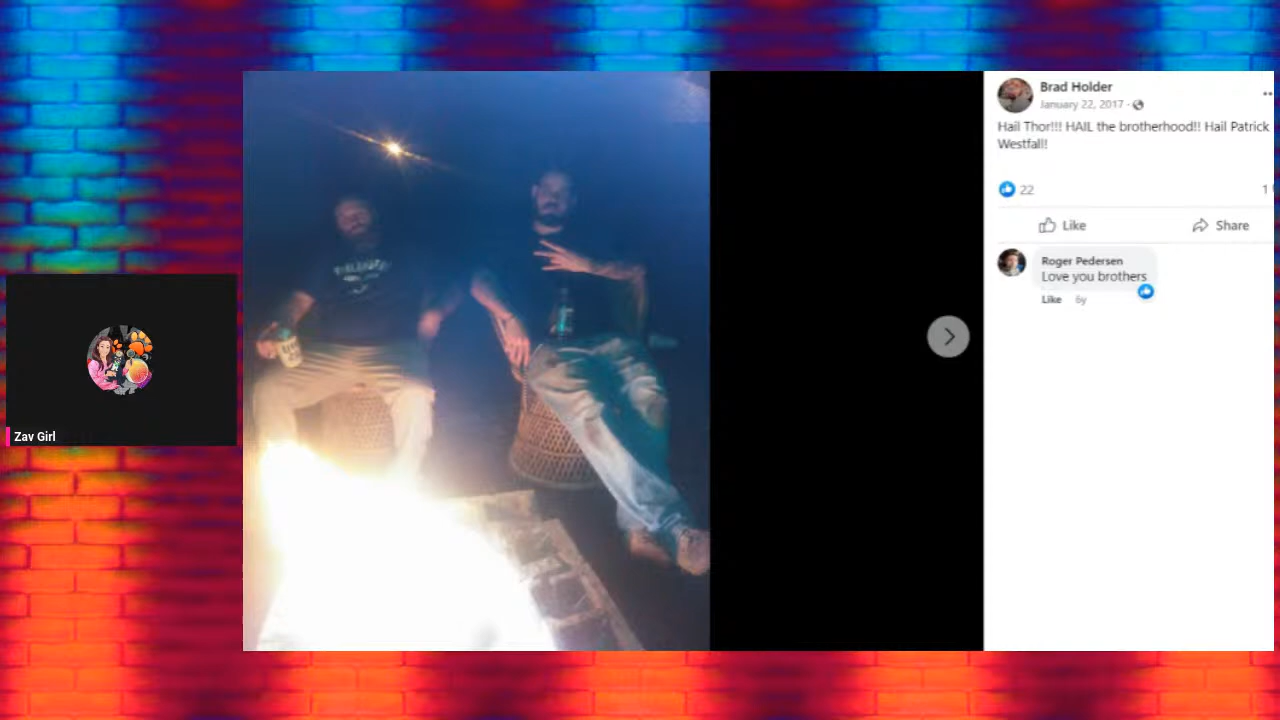 Brad Holder
January 22, 2017 ·
Hail Thor!!! HAIL the brotherhood!! Hail Patrick
Westfall!
22
1
Like
Share
Roger Pedersen
Love you brothers
Like 6y
Zav Girl